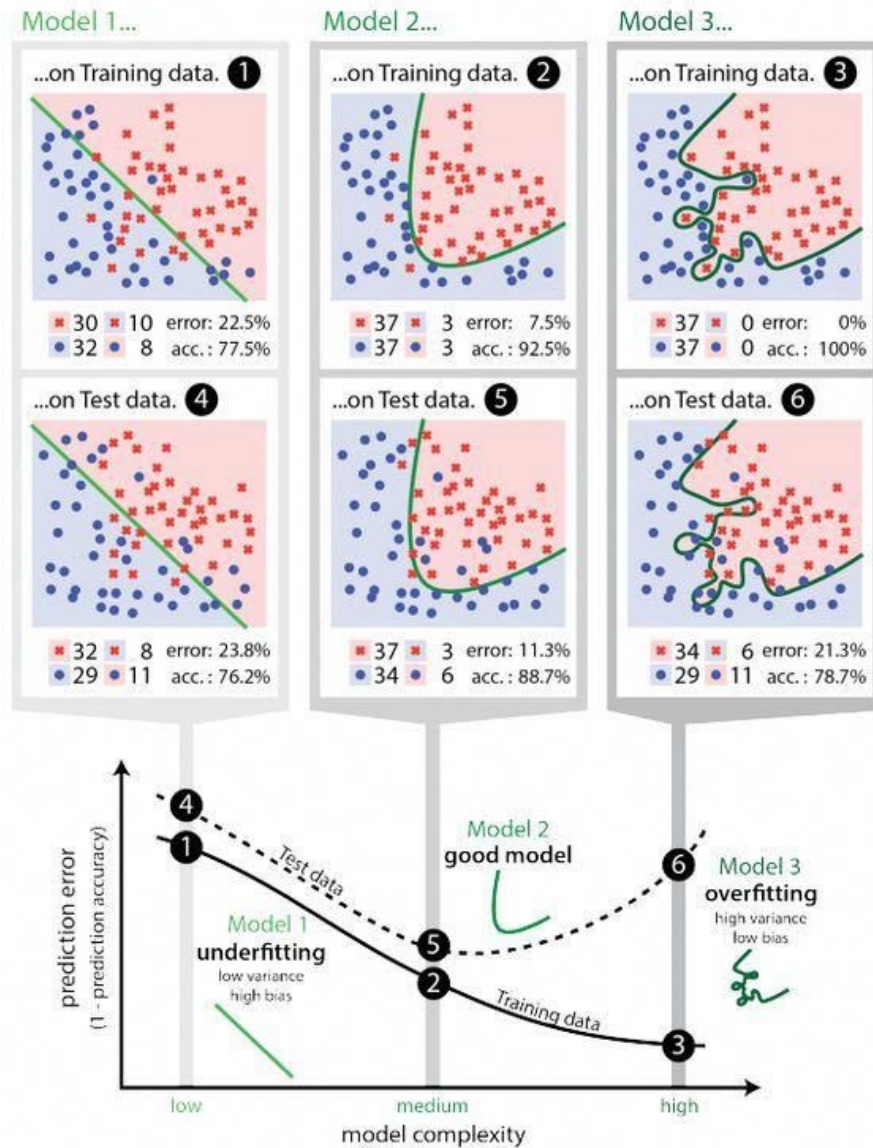 Model 1... Model 2... Model 3...
...on Training data. 1
...on Training data. 2
...on Training data. 3
30 10 error: 22.5%
32 8 acc.: 77.5%
37 3 error: 7.5%
37 3 acc.: 92.5%
37 0 error: 0%
37 0 acc.: 100%
...on Test data. 4
...on Test data. 5
...on Test data. 6
32 8 error: 23.8%
29 11 acc.: 76.2%
37 3 error: 11.3%
34 6 acc.: 88.7%
34 6 error: 21.3%
29 11 acc.: 78.7%
prediction error
(1 - prediction accuracy)
4
1
Test data
Model 1
underfitting
low variance
high bias
5
2
Model 2
good model
Training data
6
3
Model 3
overfitting
high variance
low bias
low medium high
model complexity